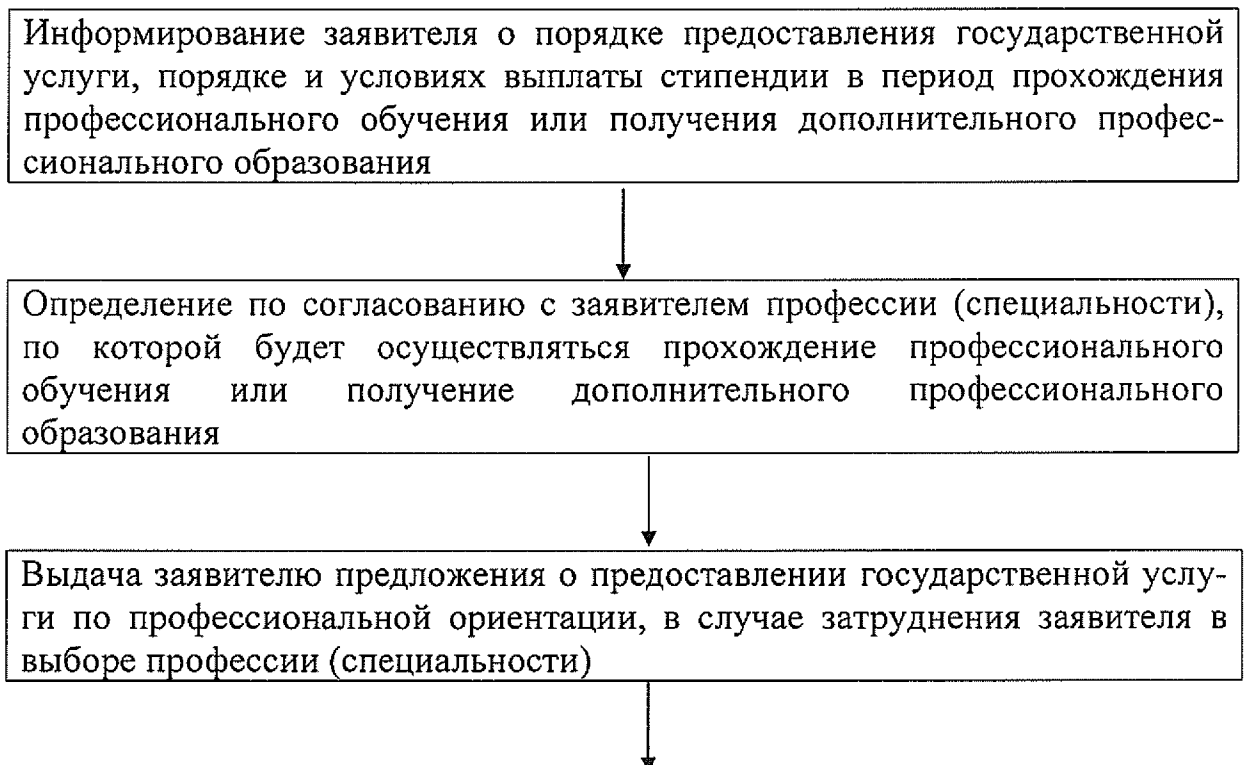 Информирование заявителя о порядке предоставления государственной
услуги, порядке и условиях выплаты стипендии в период прохождения
профессионального обучения или получения дополнительного профес-
сионального образования
Определение по согласованию с заявителем профессии (специальности),
по которой будет осуществляться прохождение профессионального
обучения или получение дополнительного профессионального
образования
Выдача заявителю предложения о предоставлении государственной услу-
ги по профессиональной ориентации, в случае затруднения заявителя в
выборе профессии (специальности)